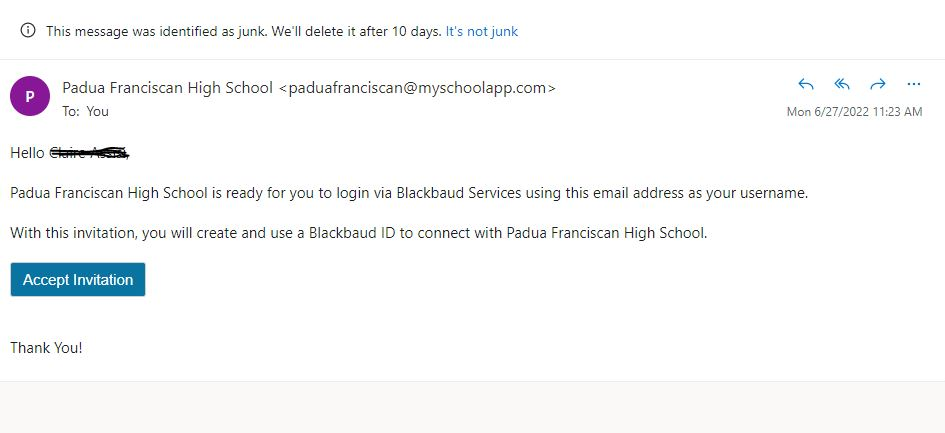 This message was identified as junk. We'll delete it after 10 days. It's not junk
P
Padua Franciscan High School <paduafranciscan@myschoolapp.com>
To: You
Mon 6/27/2022 11:23 AM
Hello
Padua Franciscan High School is ready for you to login via Blackbaud Services using this email address as your username.
With this invitation, you will create and use a Blackbaud ID to connect with Padua Franciscan High School.
Accept Invitation
Thank You!